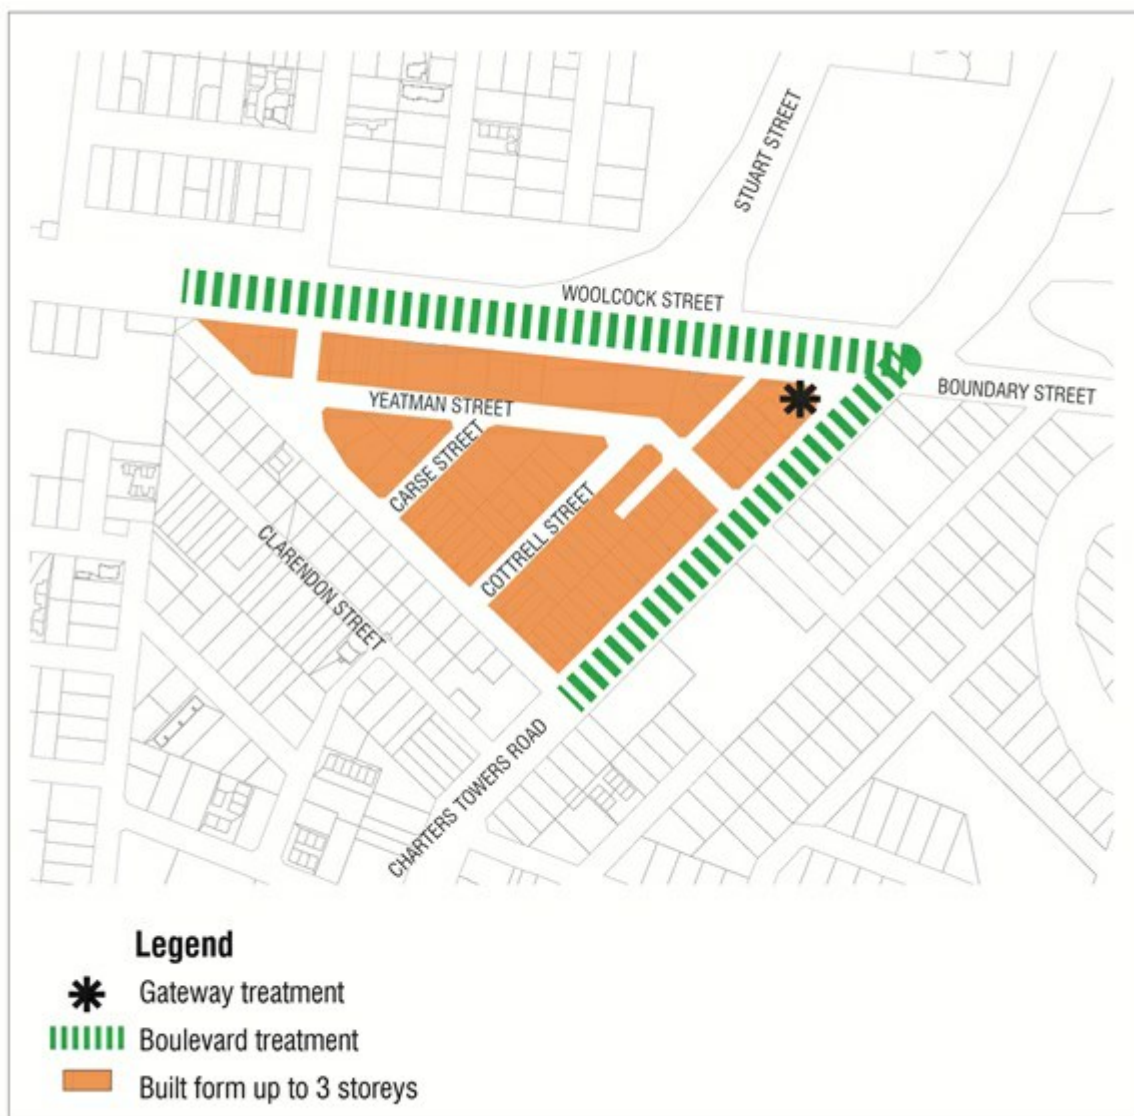 STUART STREET
WOOLCOCK STREET
BOUNDARY STREET
YEATMAN STREET
CARSE STREET
COTTRELL STREET
CLARENDON STREET
CHARTERS TOWERS ROAD
Legend
Gateway treatment
Boulevard treatment
Built form up to 3 storeys